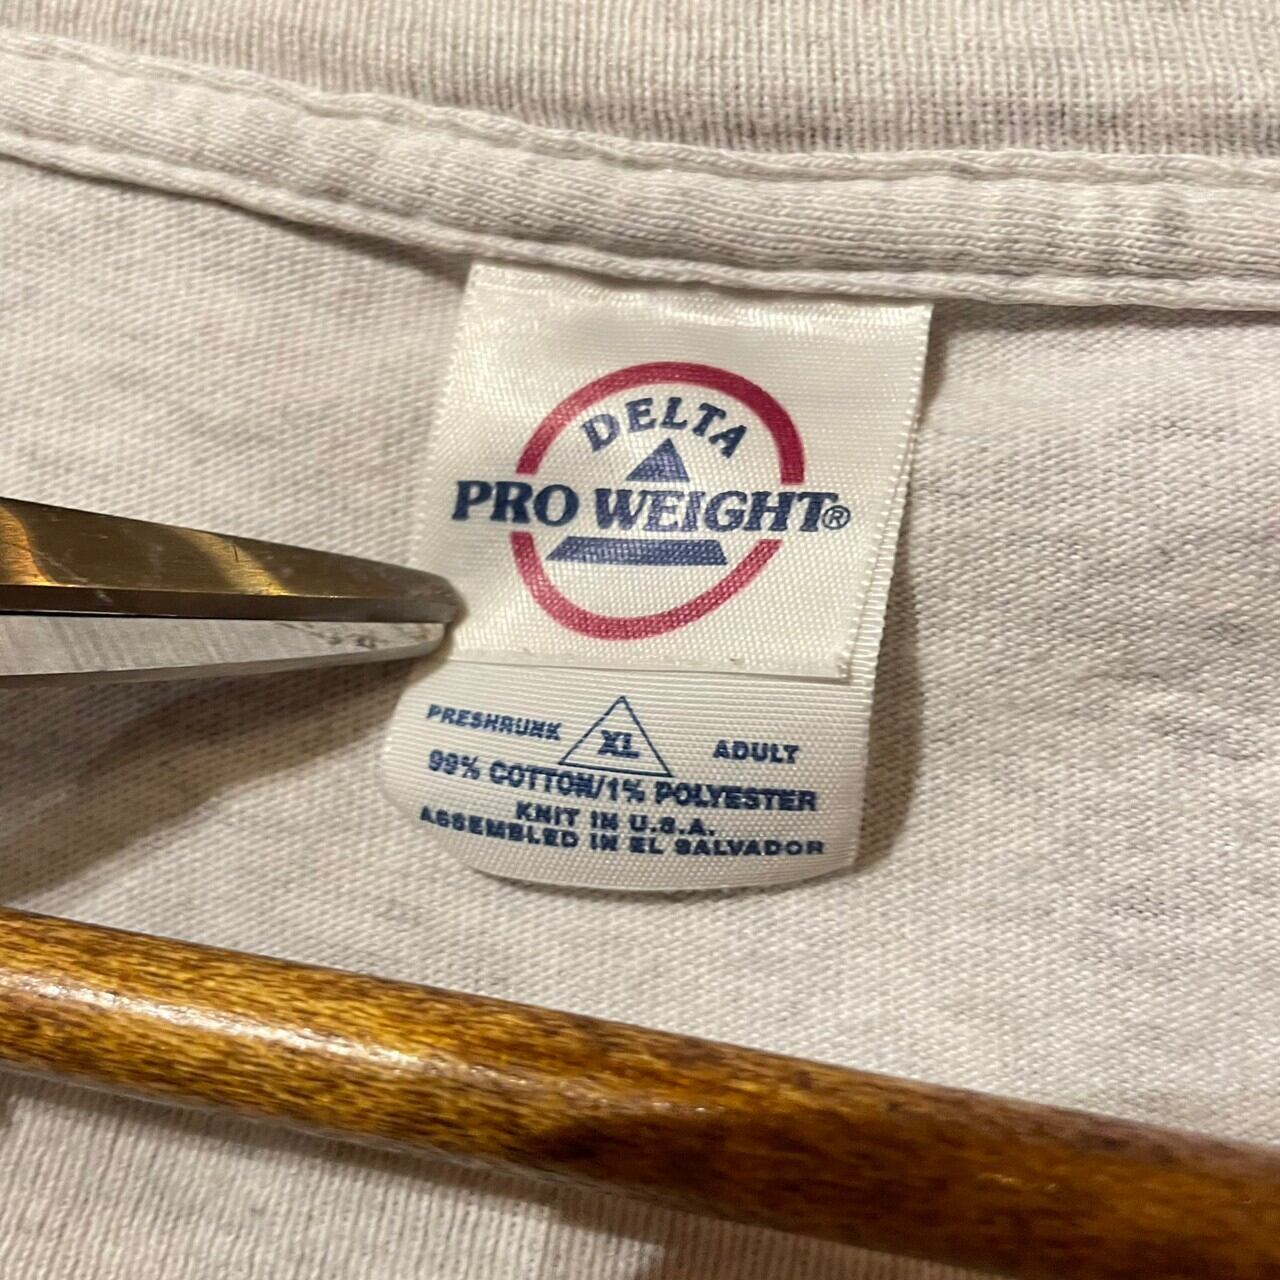 DELTA
PRO WEIGHT®
PRESHRUNK XL ADULT
99% COTTON/1% POLYESTER
KNIT IN U.S.A.
ASSEMBLED IN EL SALVADOR